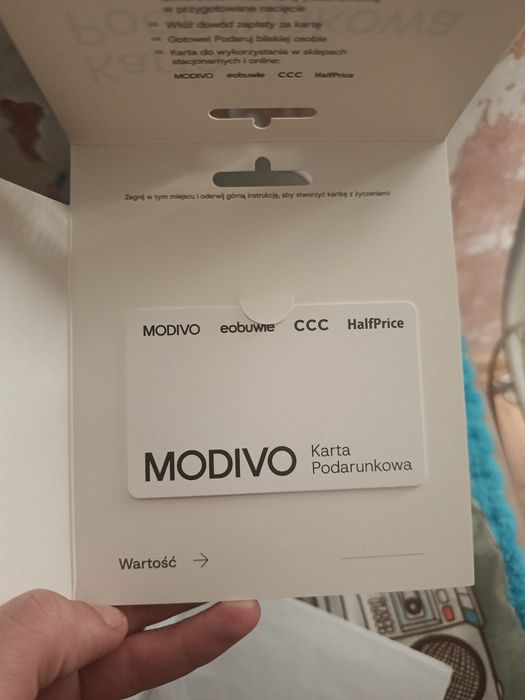 w przygotowane nacięcie
Włóż dowód zapłaty za kartę
Gotowe! Podaruj bliskiej osobie
Karta do wykorzystania w sklepach
stacjonarnych i online:
MODIVO eobuwie CCC HalfPrice
Zegnij w tym miejscu i oderwij górną instrukcję, aby stworzyć kartkę z życzeniami
MODIVO eobuwie CCC HalfPrice
MODIVO Karta
Podarunkowa
Wartość →